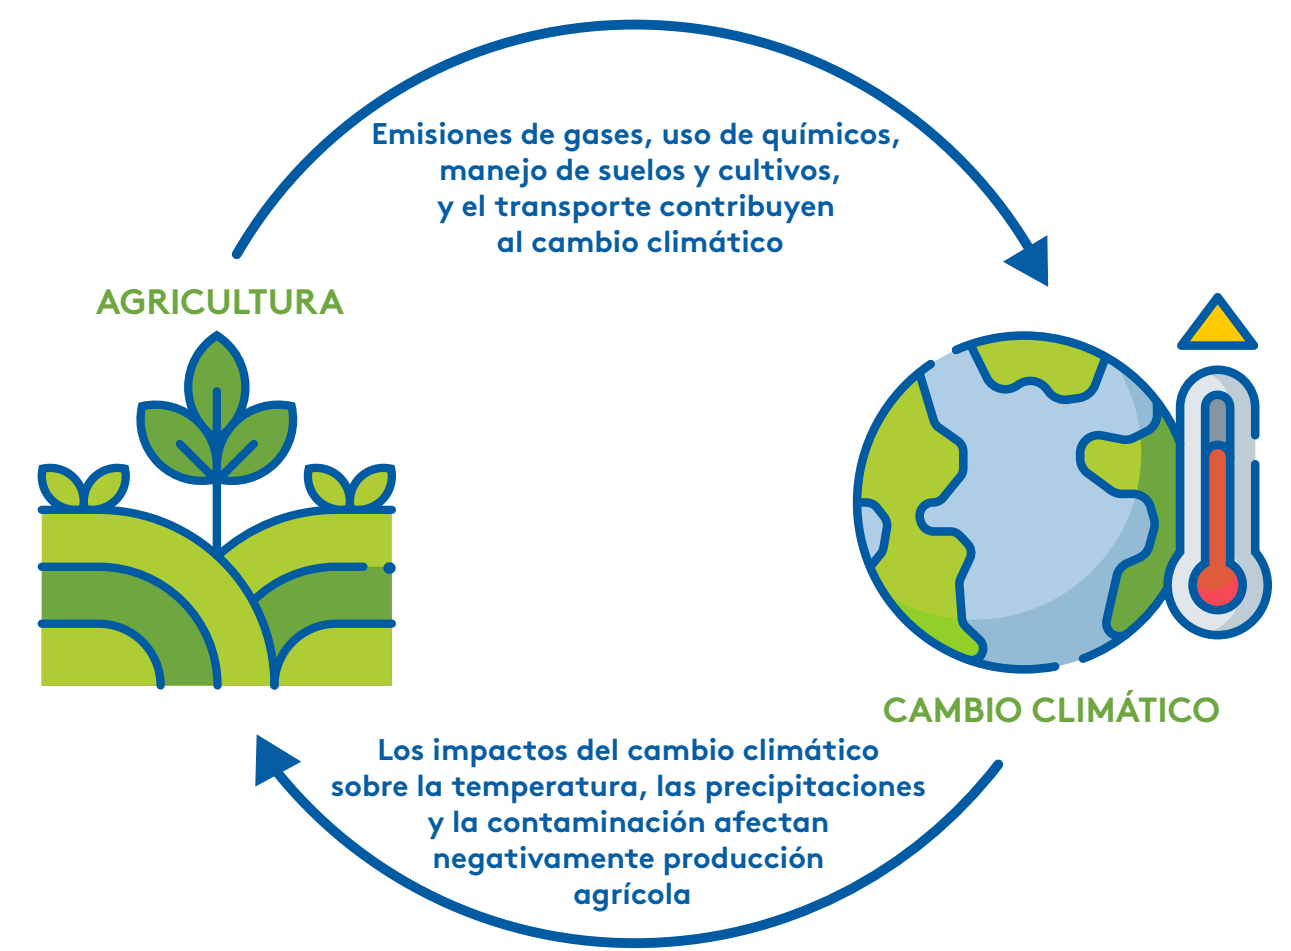 Emisiones de gases, uso de químicos,
manejo de suelos y cultivos,
y el transporte contribuyen
al cambio climático
AGRICULTURA
CAMBIO CLIMÁTICO
Los impactos del cambio climático
sobre la temperatura, las precipitaciones
y la contaminación afectan
negativamente producción
agrícola